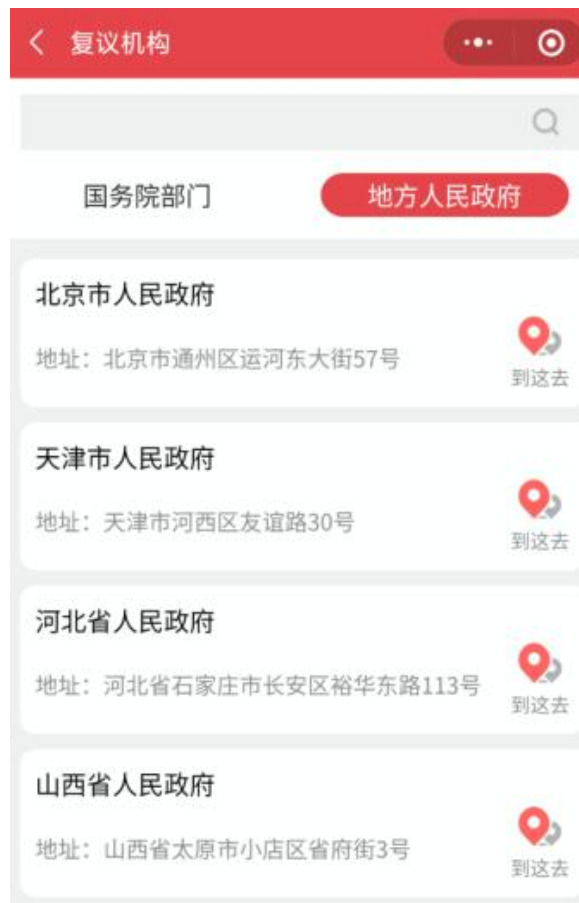 复议机构
国务院部门
地方人民政府
北京市人民政府
地址：北京市通州区运河东大街57号
到这去
天津市人民政府
地址：天津市河西区友谊路30号
到这去
河北省人民政府
地址：河北省石家庄市长安区裕华东路113号
到这去
山西省人民政府
地址：山西省太原市小店区省府街3号
到这去